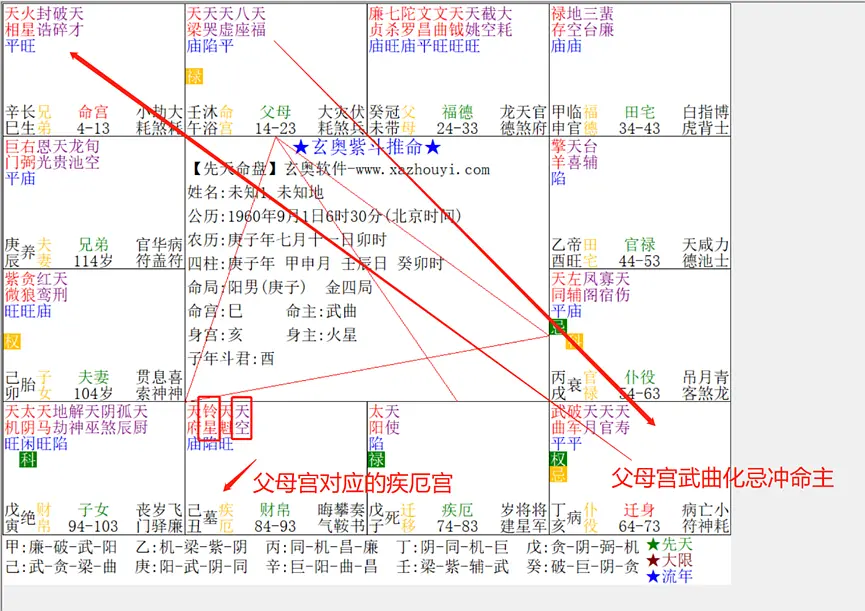 天火封破天
相星诰碎才
平旺
辛长兄 命宫 小劫大
巳生弟 4-13 耗煞耗
天天天八天
梁哭虚座福
庙陷平
禄
壬沐命 父母 大灾伏
午浴宫 14-23 耗煞兵
廉七陀文文天天截大
贞杀罗昌曲钺姚空耗
庙旺庙平旺旺旺
癸冠父 福德 龙天官
未带母 24-33 德煞府
禄地三蜚
存空台廉
庙庙
甲临福 田宅 白指博
申官德 34-43 虎背士
巨右恩天龙旬
门弼光贵池空
平庙
庚养夫 兄弟 官华病
辰妻 114岁 符盖符
★玄奥紫斗推命★
【先天命盘】玄奥软件-www.xazhouyi.com
姓名:未知1 未知地
公历:1960年9月1日6时30分(北京时间)
农历:庚子年七月十一日卯时
四柱:庚子年 甲申月 壬辰日 癸卯时
命局:阳男(庚子) 金四局
命宫:巳 命主:武曲
身宫:亥 身主:火星
子年斗君:酉
擎天台
羊喜辅
陷
乙帝田 官禄 天咸力
酉旺宅 44-53 德池士
紫贪红天
微狼鸾刑
旺旺庙
权
己胎子 夫妻 贯息喜
卯女 104岁 索神神
天左凤寡天
同辅阁宿伤
平庙
忌
科
丙衰官 仆役 吊月青
戌禄 54-63 客煞龙
天太天地解天阴孤天
机阴马劫神巫煞辰厨
旺闲旺陷
科
戊绝财 子女 丧岁飞
寅帛 94-103 门驿廉
天铃天天
府星魁空
庙陷旺
己墓疾 财帛 晦攀奏
丑厄 84-93 气鞍书
太天
阳使
陷
禄
戊死迁 疾厄 岁将将
子移 74-83 建星军
武破天天天
曲军月官寿
平平
权
忌
丁病仆 迁身 病亡小
亥役 64-73 符神耗
父母宫对应的疾厄宫
父母宫武曲化忌冲命主
甲:廉-破-武-阳 乙:机-梁-紫-阴 丙:同-机-昌-廉 丁:阴-同-机-巨 戊:贪-阴-弼-机
己:武-贪-梁-曲 庚:阳-武-阴-同 辛:巨-阳-曲-昌 壬:梁-紫-辅-武 癸:破-巨-阴-贪
★先天
★大限
★流年